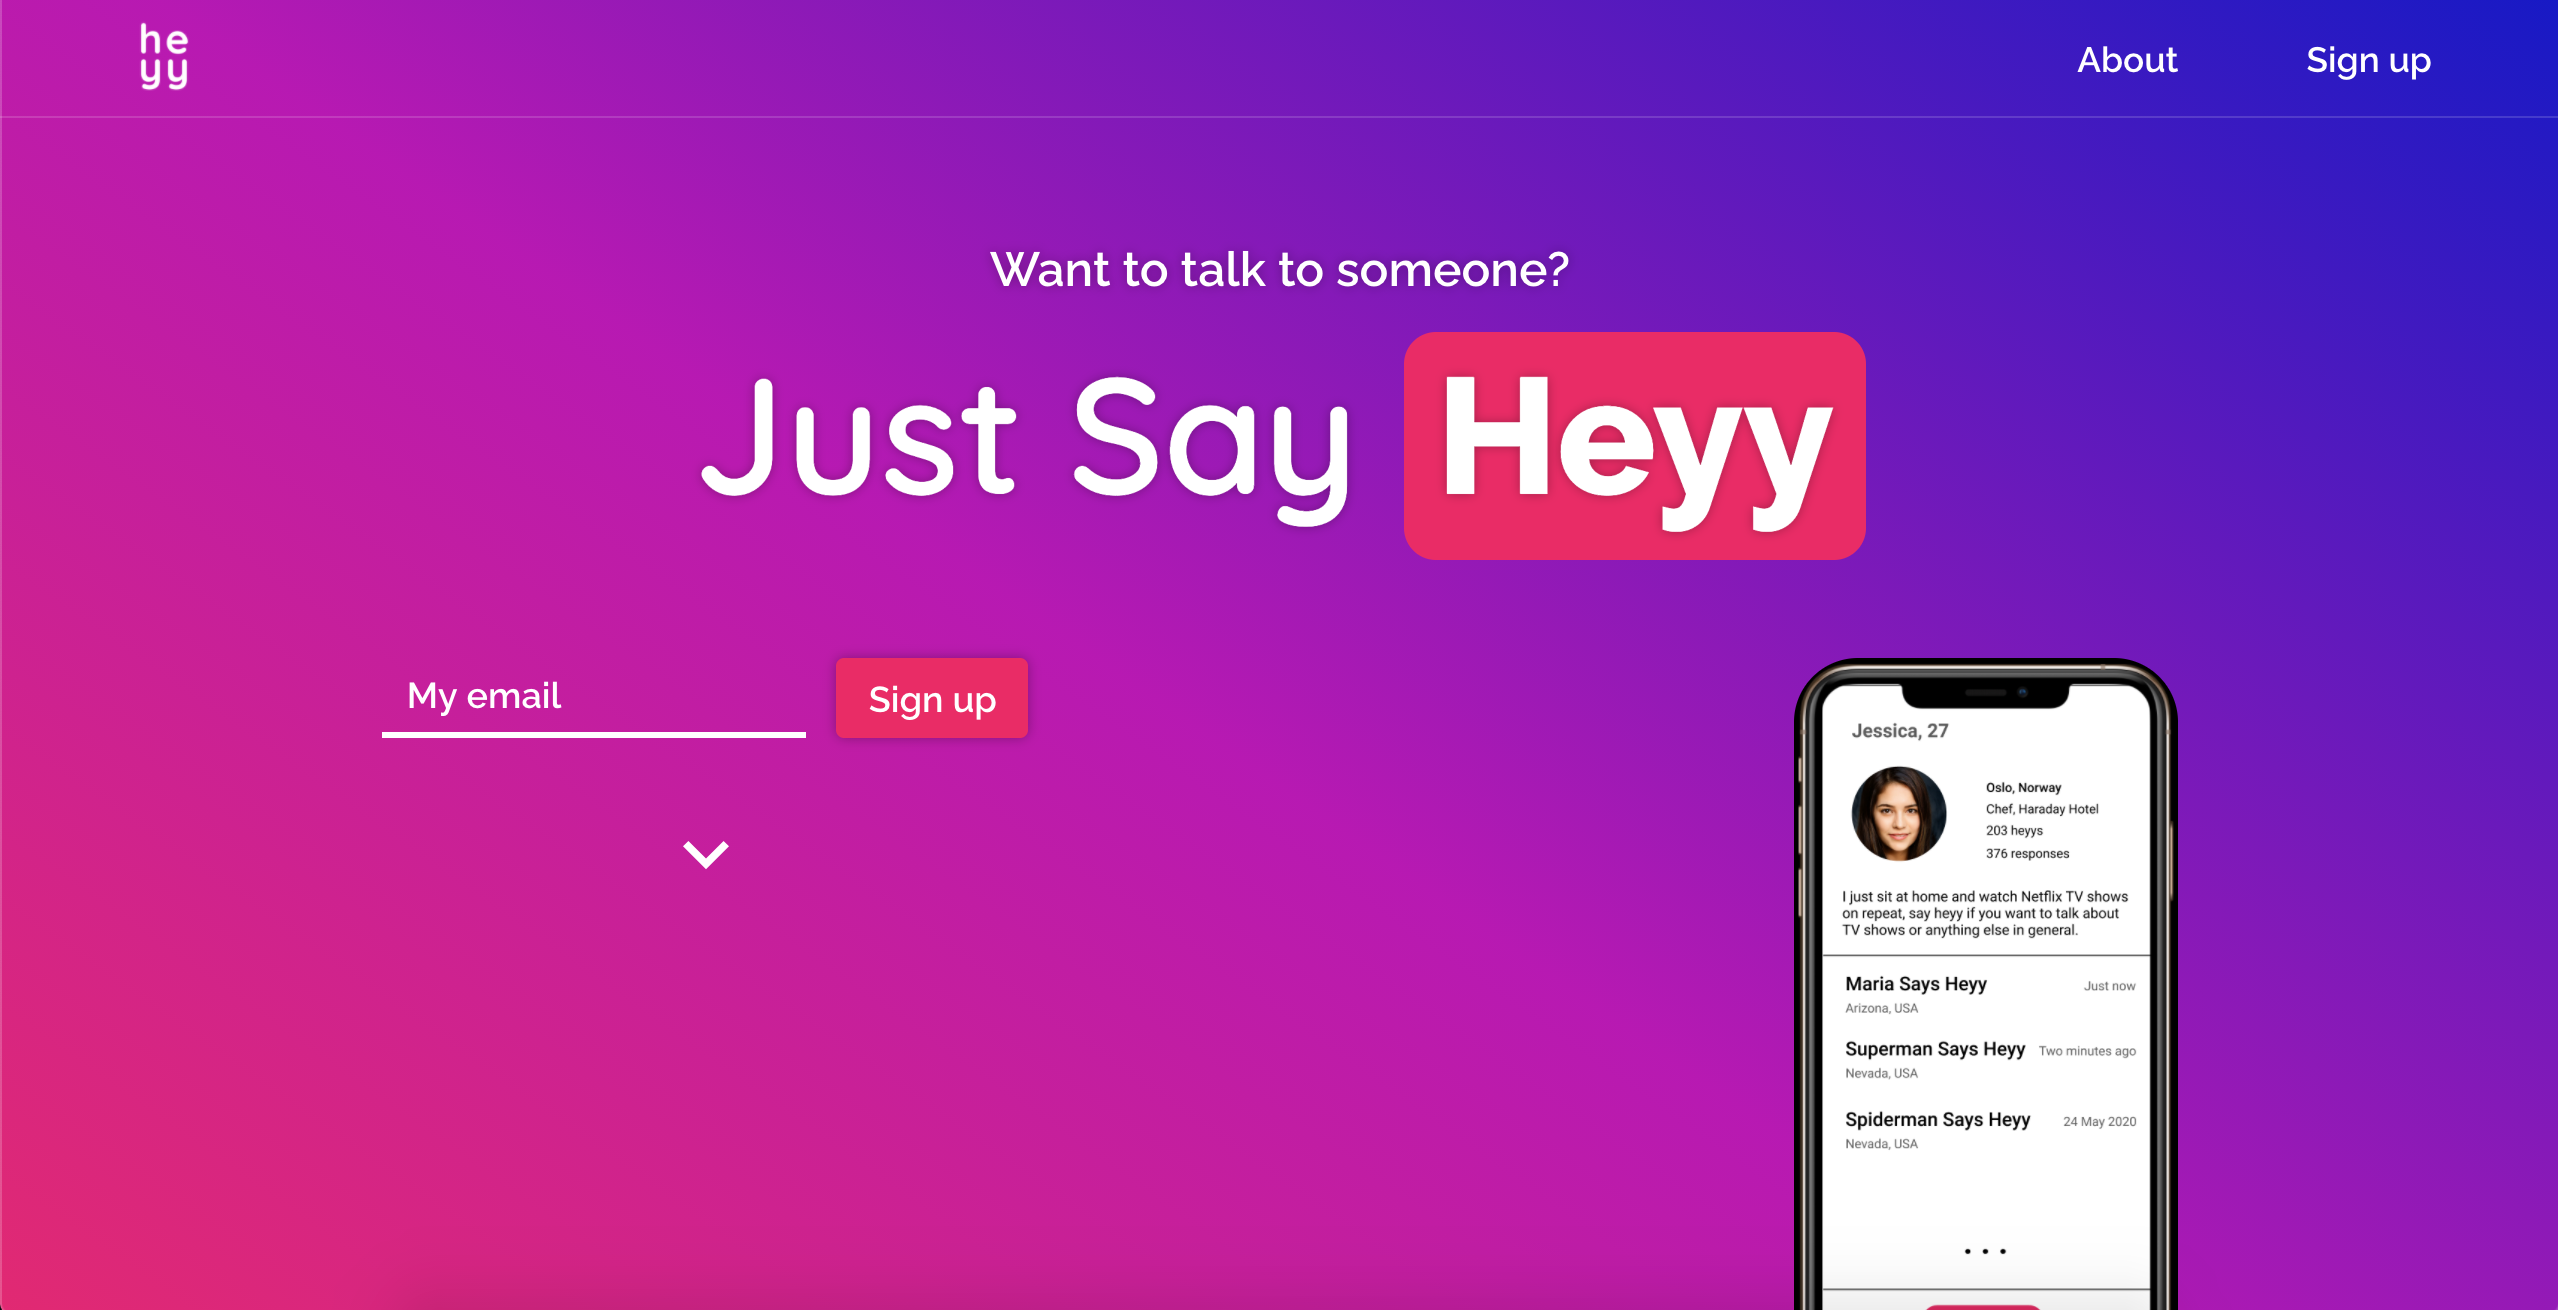 he
yy
About
Sign up
Want to talk to someone?
Just Say Heyy
My email
Sign up
Jessica, 27
Oslo, Norway
Chef, Haraday Hotel
203 heyys
376 responses
I just sit at home and watch Netflix TV shows
on repeat, say heyy if you want to talk about
TV shows or anything else in general.
Maria Says Heyy
Just now
Arizona, USA
Superman Says Heyy
Two minutes ago
Nevada, USA
Spiderman Says Heyy
24 May 2020
Nevada, USA
• • •